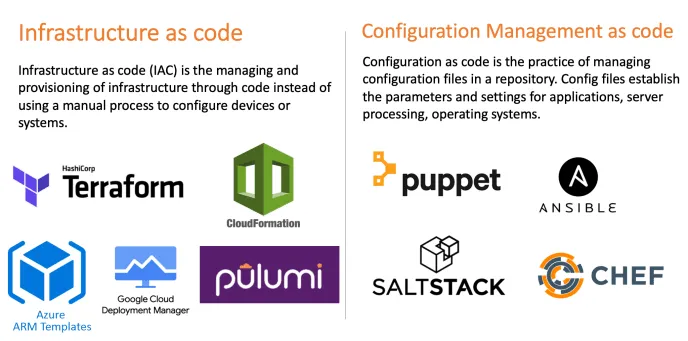 Infrastructure as code
Infrastructure as code (IAC) is the managing and
provisioning of infrastructure through code instead of
using a manual process to configure devices or
systems.
HashiCorp
Terraform
CloudFormation
Azure
ARM Templates
Google Cloud
Deployment Manager
pulumi
Configuration Management as code
Configuration as code is the practice of managing
configuration files in a repository. Config files establish
the parameters and settings for applications, server
processing, operating systems.
puppet
ANSIBLE
SALTSTACK
CHEF